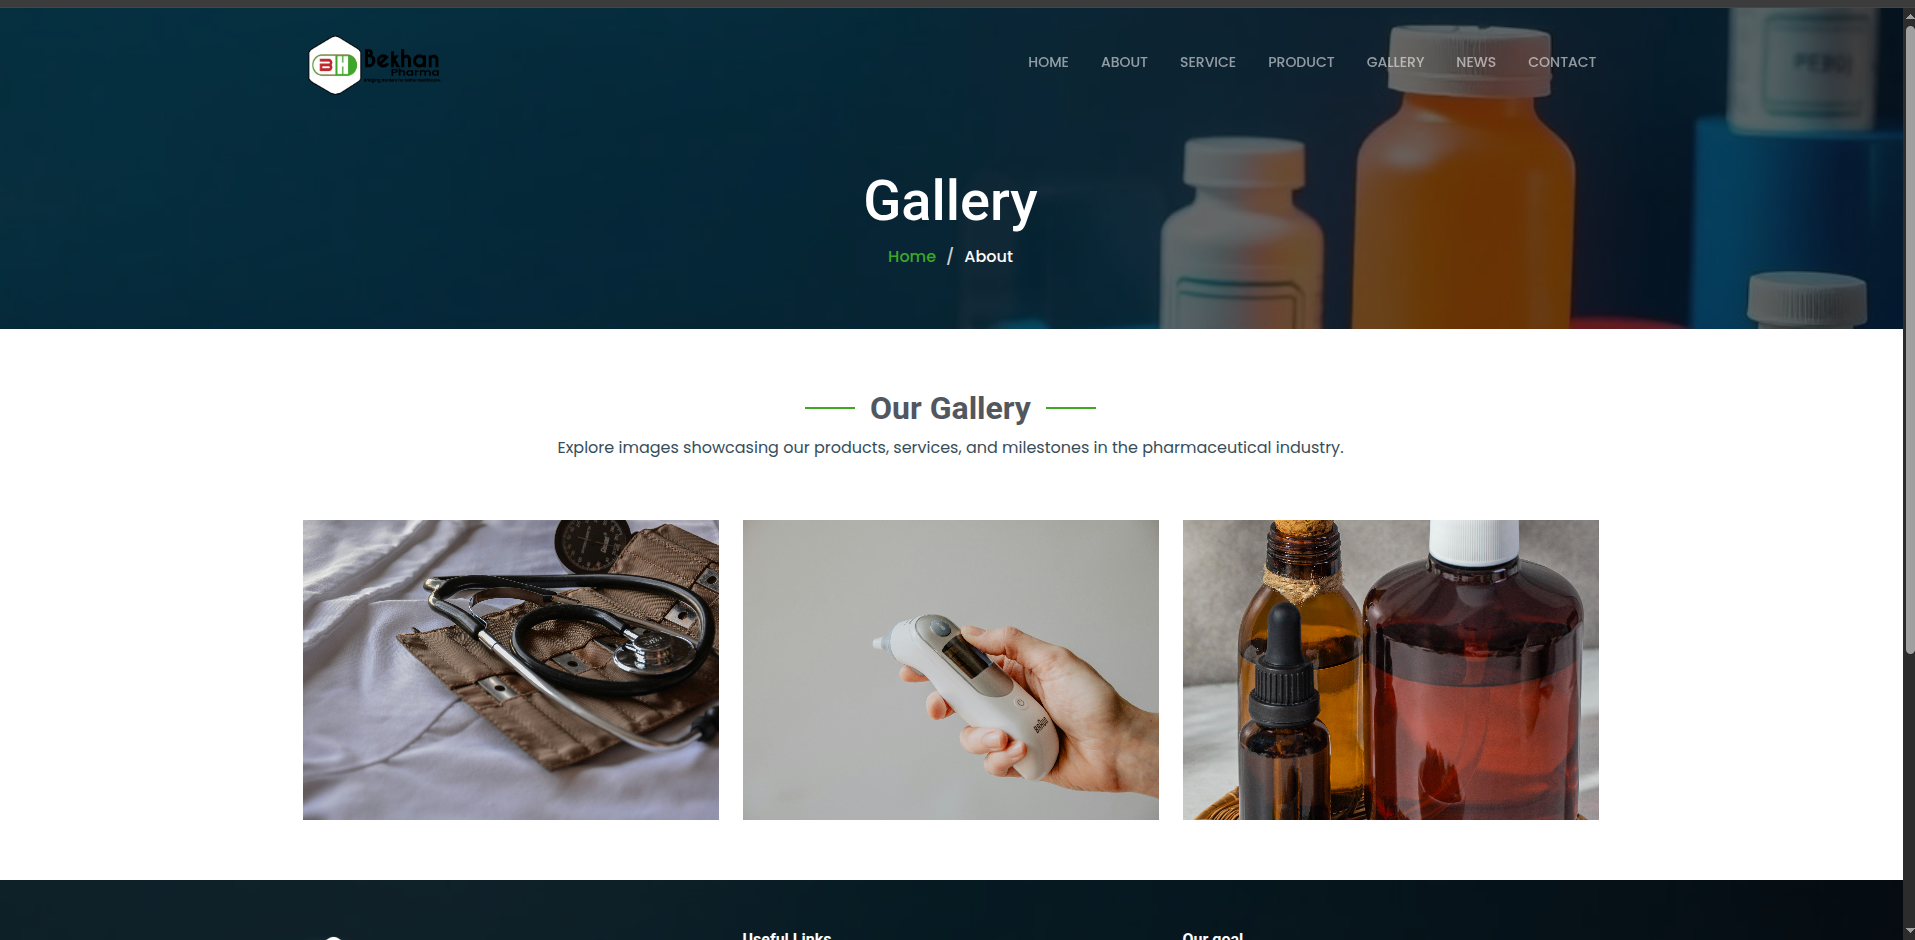 BH Bekhan
Pharma
HOME ABOUT SERVICE PRODUCT GALLERY NEWS CONTACT
Gallery
Home / About
Our Gallery
Explore images showcasing our products, services, and milestones in the pharmaceutical industry.
BRAUN
Useful Links
Our goal